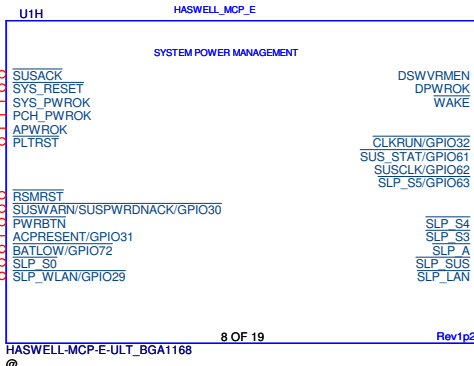 U1H
HASWELL_MCP_E
SYSTEM POWER MANAGEMENT
SUSACK
SYS_RESET
SYS_PWROK
PCH_PWROK
APWROK
PLTRST
RSMRST
SUSWARN/SUSPWRDNACK/GPIO30
PWRBTN
ACPRESENT/GPIO31
BATLOW/GPIO72
SLP_S0
SLP_WLAN/GPIO29
DSWVRMEN
DPWROK
WAKE
CLKRUN/GPIO32
SUS_STAT/GPIO61
SUSCLK/GPIO62
SLP_S5/GPIO63
SLP_S4
SLP_S3
SLP_A
SLP_SUS
SLP_LAN
8 OF 19
Rev1p2
HASWELL-MCP-E-ULT_BGA1168
@